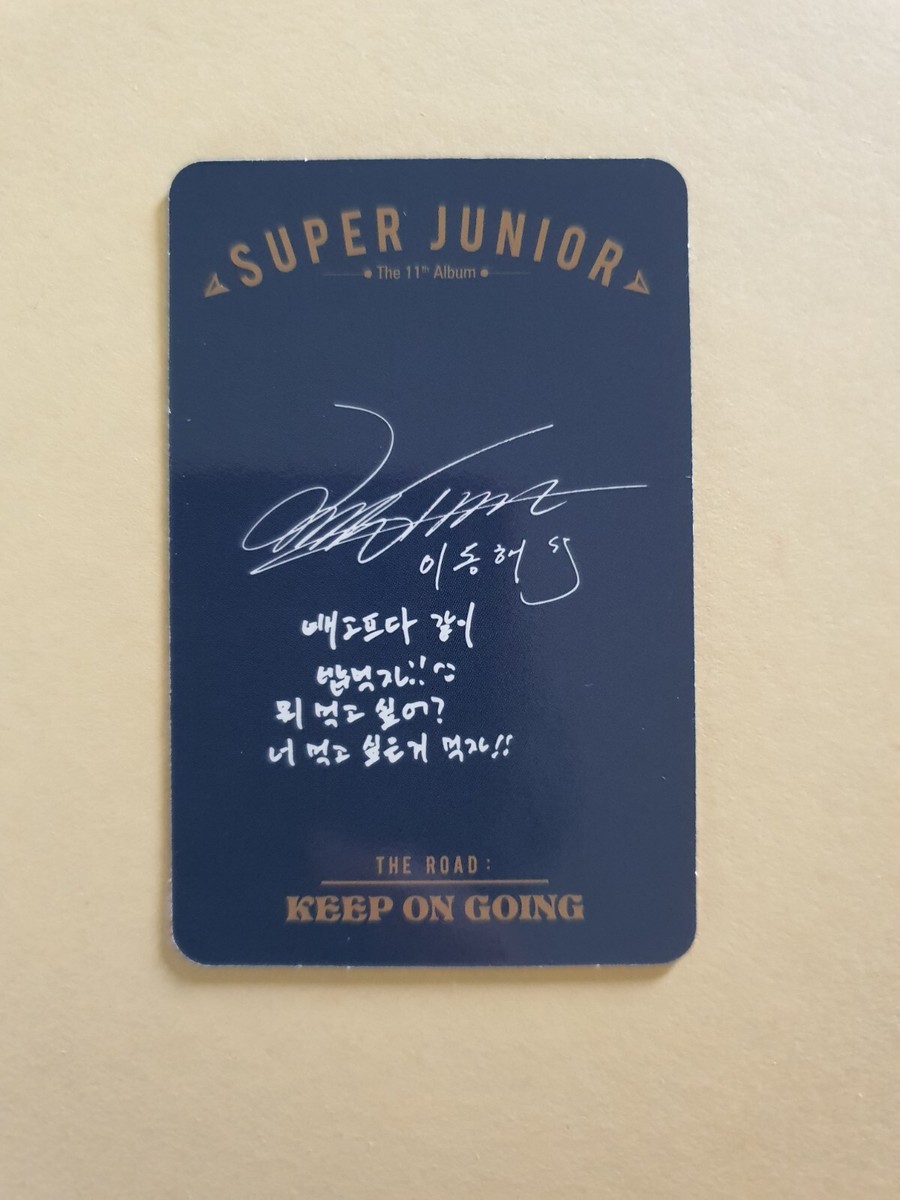 SUPER JUNIOR
The 11th Album
이동해 SJ
배고프다 같이
밥먹자!! ^^
뭐 먹고 싶어?
너 먹고 싶은거 먹자!!
THE ROAD:
KEEP ON GOING